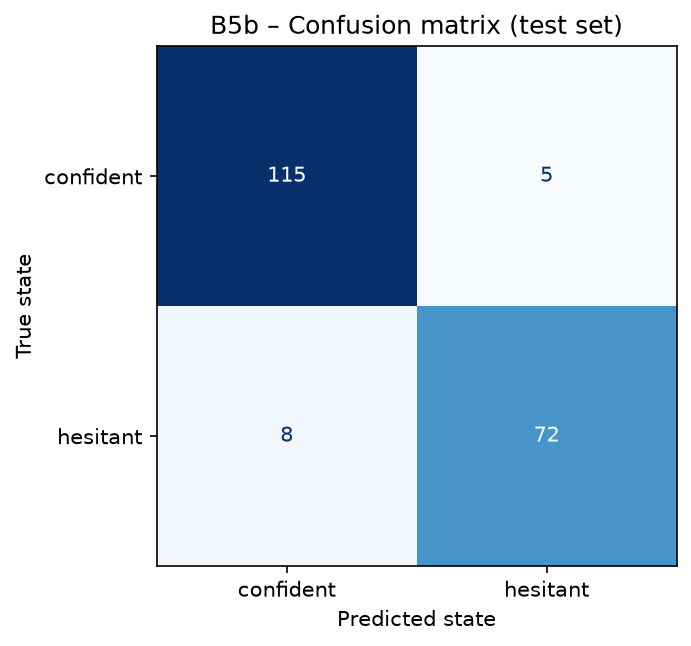 B5b – Confusion matrix (test set)
confident 115 5
True state
hesitant 8 72
confident hesitant
Predicted state